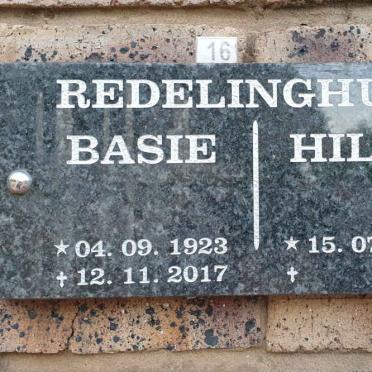 16
REDELINGHU
BASIE HIL
★ 04. 09. 1923 ★ 15. 07
✝ 12. 11. 2017 ✝